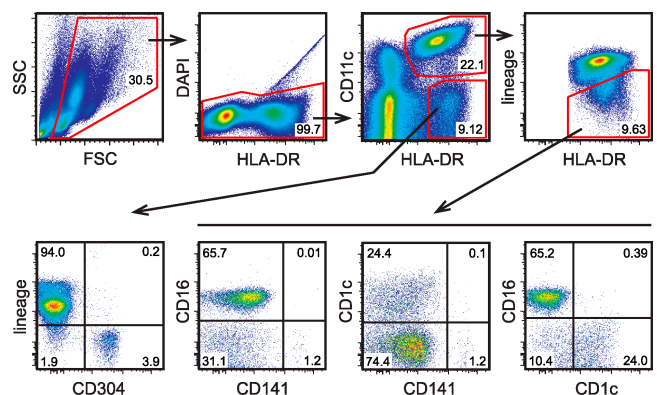 SSC
30.5
FSC
DAPI
99.7
HLA-DR
CD11c
22.1
9.12
HLA-DR
lineage
9.63
HLA-DR
lineage
94.0 0.2
1.9 3.9
CD304
CD16
65.7 0.01
31.1 1.2
CD141
CD1c
24.4 0.1
74.4 1.2
CD141
CD16
65.2 0.39
10.4 24.0
CD1c